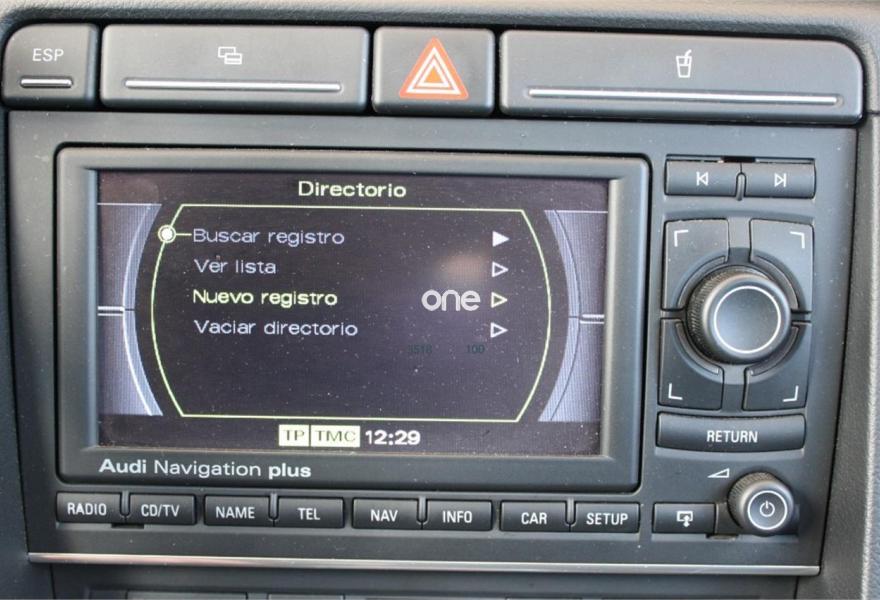 ESP
Directorio
Buscar registro
Ver lista
Nuevo registro
one
Vaciar directorio
100
TP TMC 12:29
RETURN
Audi Navigation plus
RADIO CD/TV NAME TEL NAV INFO CAR SETUP